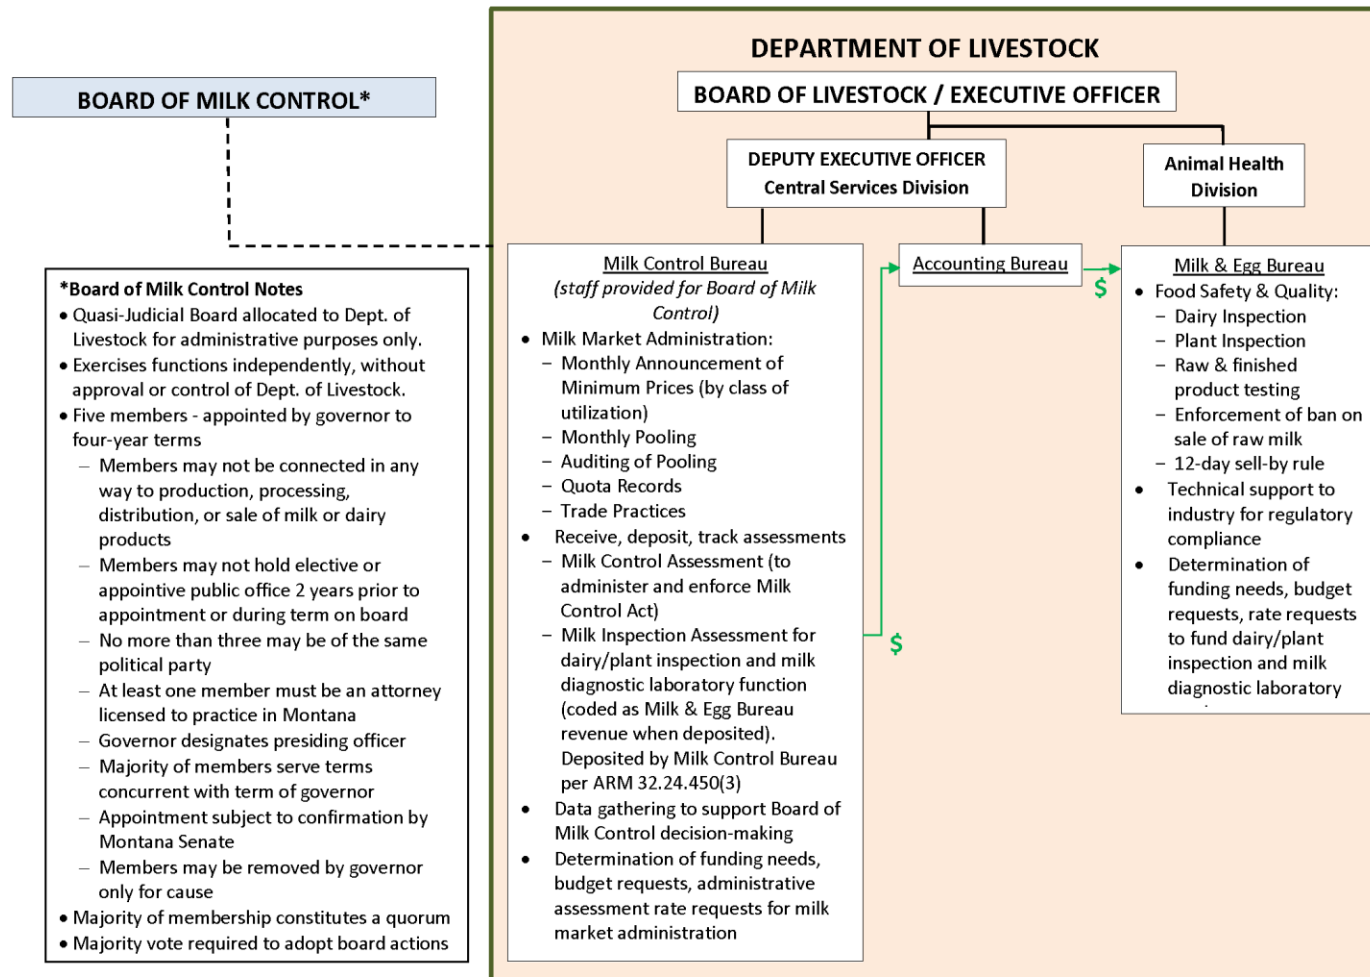 DEPARTMENT OF LIVESTOCK
BOARD OF MILK CONTROL*
BOARD OF LIVESTOCK / EXECUTIVE OFFICER
DEPUTY EXECUTIVE OFFICER
Central Services Division
Animal Health
Division
*Board of Milk Control Notes
• Quasi-Judicial Board allocated to Dept. of
Livestock for administrative purposes only.
• Exercises functions independently, without
approval or control of Dept. of Livestock.
• Five members - appointed by governor to
four-year terms
– Members may not be connected in any
way to production, processing,
distribution, or sale of milk or dairy
products
– Members may not hold elective or
appointive public office 2 years prior to
appointment or during term on board
– No more than three may be of the same
political party
– At least one member must be an attorney
licensed to practice in Montana
– Governor designates presiding officer
– Majority of members serve terms
concurrent with term of governor
– Appointment subject to confirmation by
Montana Senate
– Members may be removed by governor
only for cause
• Majority of membership constitutes a quorum
• Majority vote required to adopt board actions
Milk Control Bureau
(staff provided for Board of Milk
Control)
• Milk Market Administration:
– Monthly Announcement of
Minimum Prices (by class of
utilization)
– Monthly Pooling
– Auditing of Pooling
– Quota Records
– Trade Practices
• Receive, deposit, track assessments
– Milk Control Assessment (to
administer and enforce Milk
Control Act)
– Milk Inspection Assessment for
dairy/plant inspection and milk
diagnostic laboratory function
(coded as Milk & Egg Bureau
revenue when deposited).
Deposited by Milk Control Bureau
per ARM 32.24.450(3)
• Data gathering to support Board of
Milk Control decision-making
• Determination of funding needs,
budget requests, administrative
assessment rate requests for milk
market administration
$
Accounting Bureau
$
Milk & Egg Bureau
• Food Safety & Quality:
– Dairy Inspection
– Plant Inspection
– Raw & finished
product testing
– Enforcement of ban on
sale of raw milk
– 12-day sell-by rule
• Technical support to
industry for regulatory
compliance
• Determination of
funding needs, budget
requests, rate requests
to fund dairy/plant
inspection and milk
diagnostic laboratory